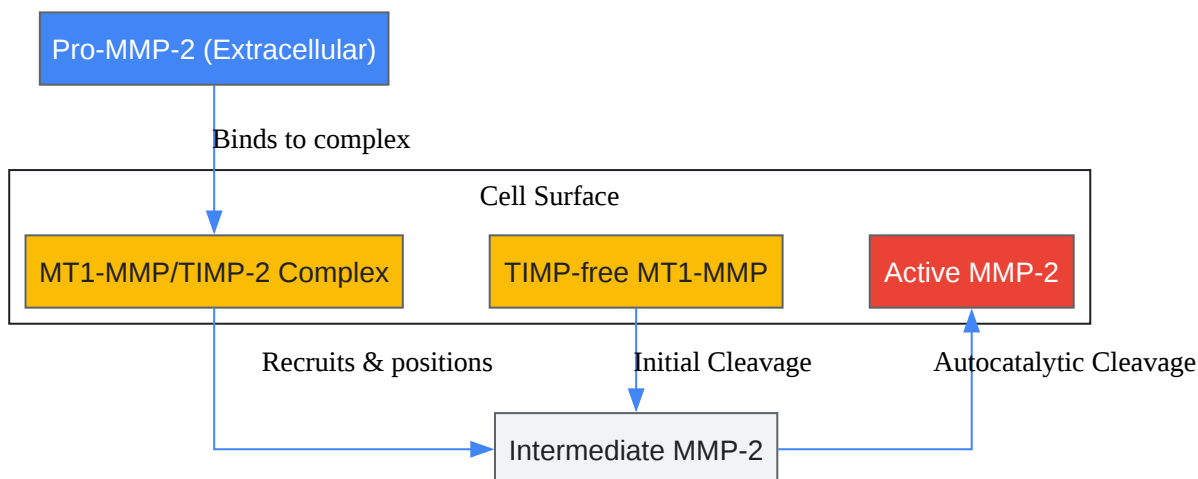 Pro-MMP-2 (Extracellular)
Binds to complex
Cell Surface
MT1-MMP/TIMP-2 Complex
TIMP-free MT1-MMP
Active MMP-2
Recruits & positions
Initial Cleavage
Autocatalytic Cleavage
Intermediate MMP-2